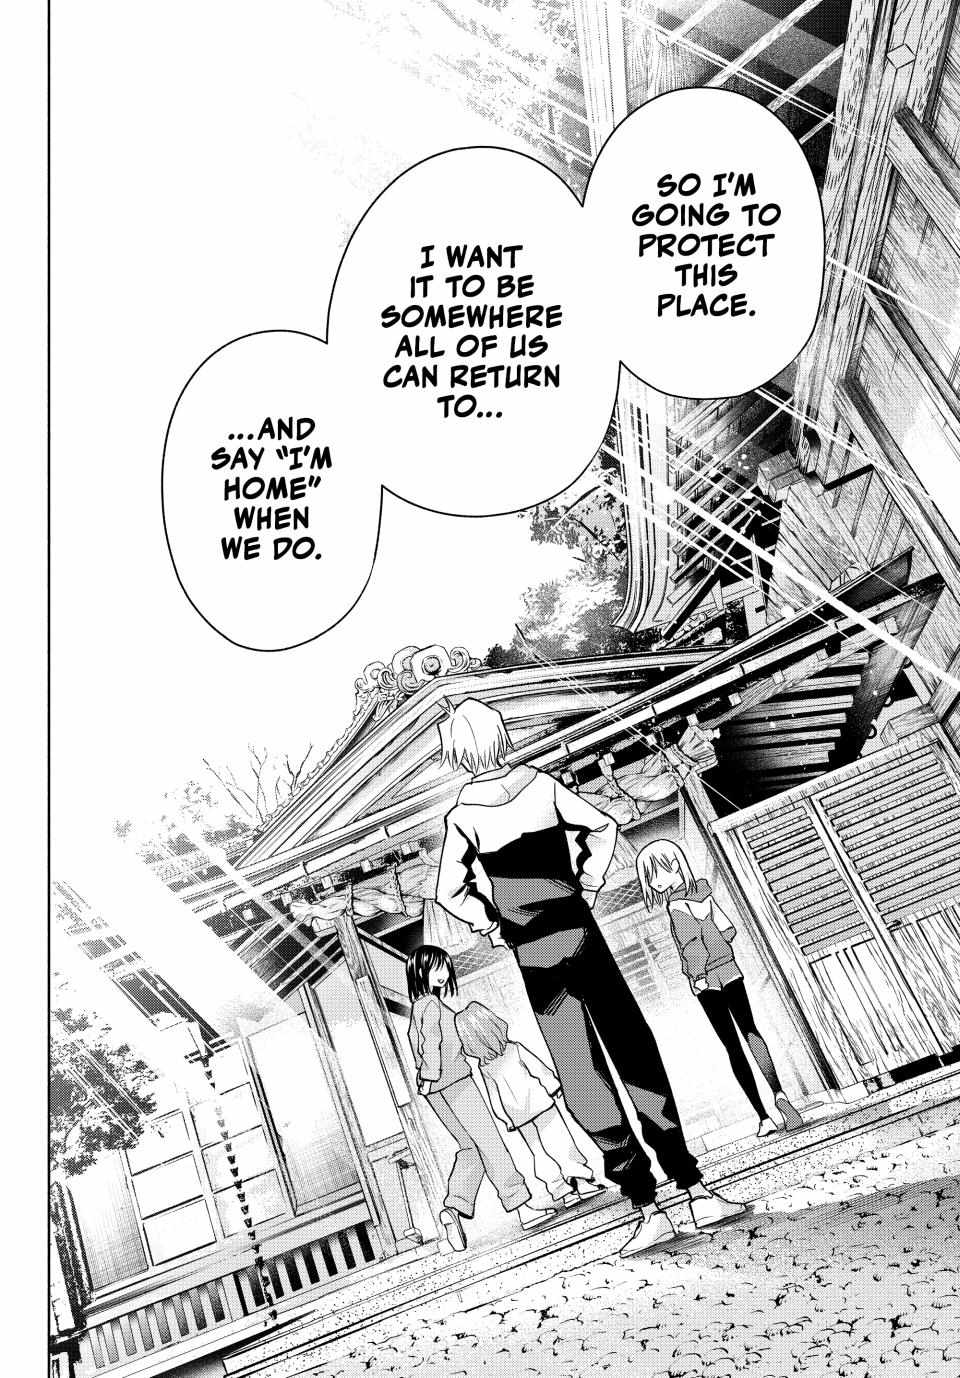 SO I'M
GOING TO
PROTECT
THIS
PLACE.
I WANT
IT TO BE
SOMEWHERE
ALL OF US
CAN RETURN
TO...
...AND
SAY "I'M
HOME"
WHEN
WE DO.